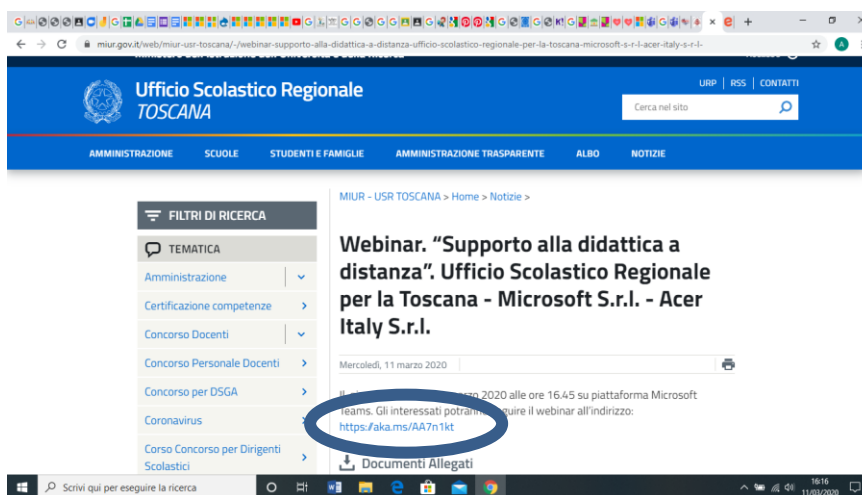 miur.gov.it/web/miur-usr-toscana/-/webinar-supporto-alla-didattica-a-distanza-ufficio-scolastico-regionale-per-la-toscana-microsoft-s-r-l-acer-italy-s-r-l-
Ufficio Scolastico Regionale
TOSCANA
URP | RSS | CONTATTI
Cerca nel sito
AMMINISTRAZIONE SCUOLE STUDENTI E FAMIGLIE AMMINISTRAZIONE TRASPARENTE ALBO NOTIZIE
MIUR - USR TOSCANA > Home > Notizie >
FILTRI DI RICERCA
TEMATICA
Amministrazione
Certificazione competenze
Concorso Docenti
Concorso Personale Docenti
Concorso per DSGA
Coronavirus
Corso Concorso per Dirigenti
Scolastici
Webinar. “Supporto alla didattica a
distanza”. Ufficio Scolastico Regionale
per la Toscana - Microsoft S.r.l. - Acer
Italy S.r.l.
Mercoledì, 11 marzo 2020
2020 alle ore 16.45 su piattaforma Microsoft
Teams. Gli interessati il webinar all'indirizzo:
https://aka.ms/AA7n1kt
Documenti Allegati
Scrivi qui per eseguire la ricerca
16:16
11/03/2020